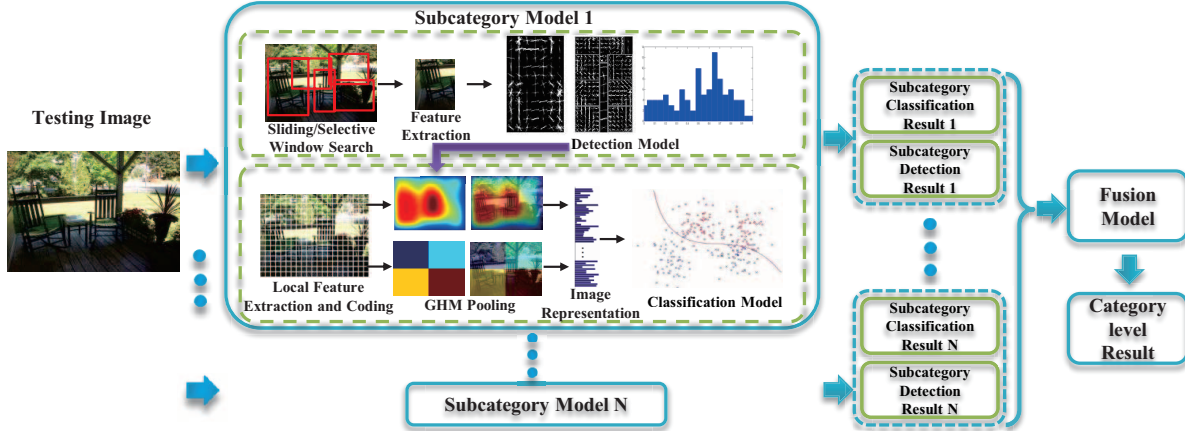 Subcategory Model 1
Testing Image
Sliding/Selective
Window Search
Feature
Extraction
Detection Model
Local Feature
Extraction and Coding
GHM Pooling
Image
Representation
Classification Model
Subcategory Model N
Subcategory
Classification
Result 1
Subcategory
Detection
Result 1
Subcategory
Classification
Result N
Subcategory
Detection
Result N
Fusion
Model
Category
level
Result